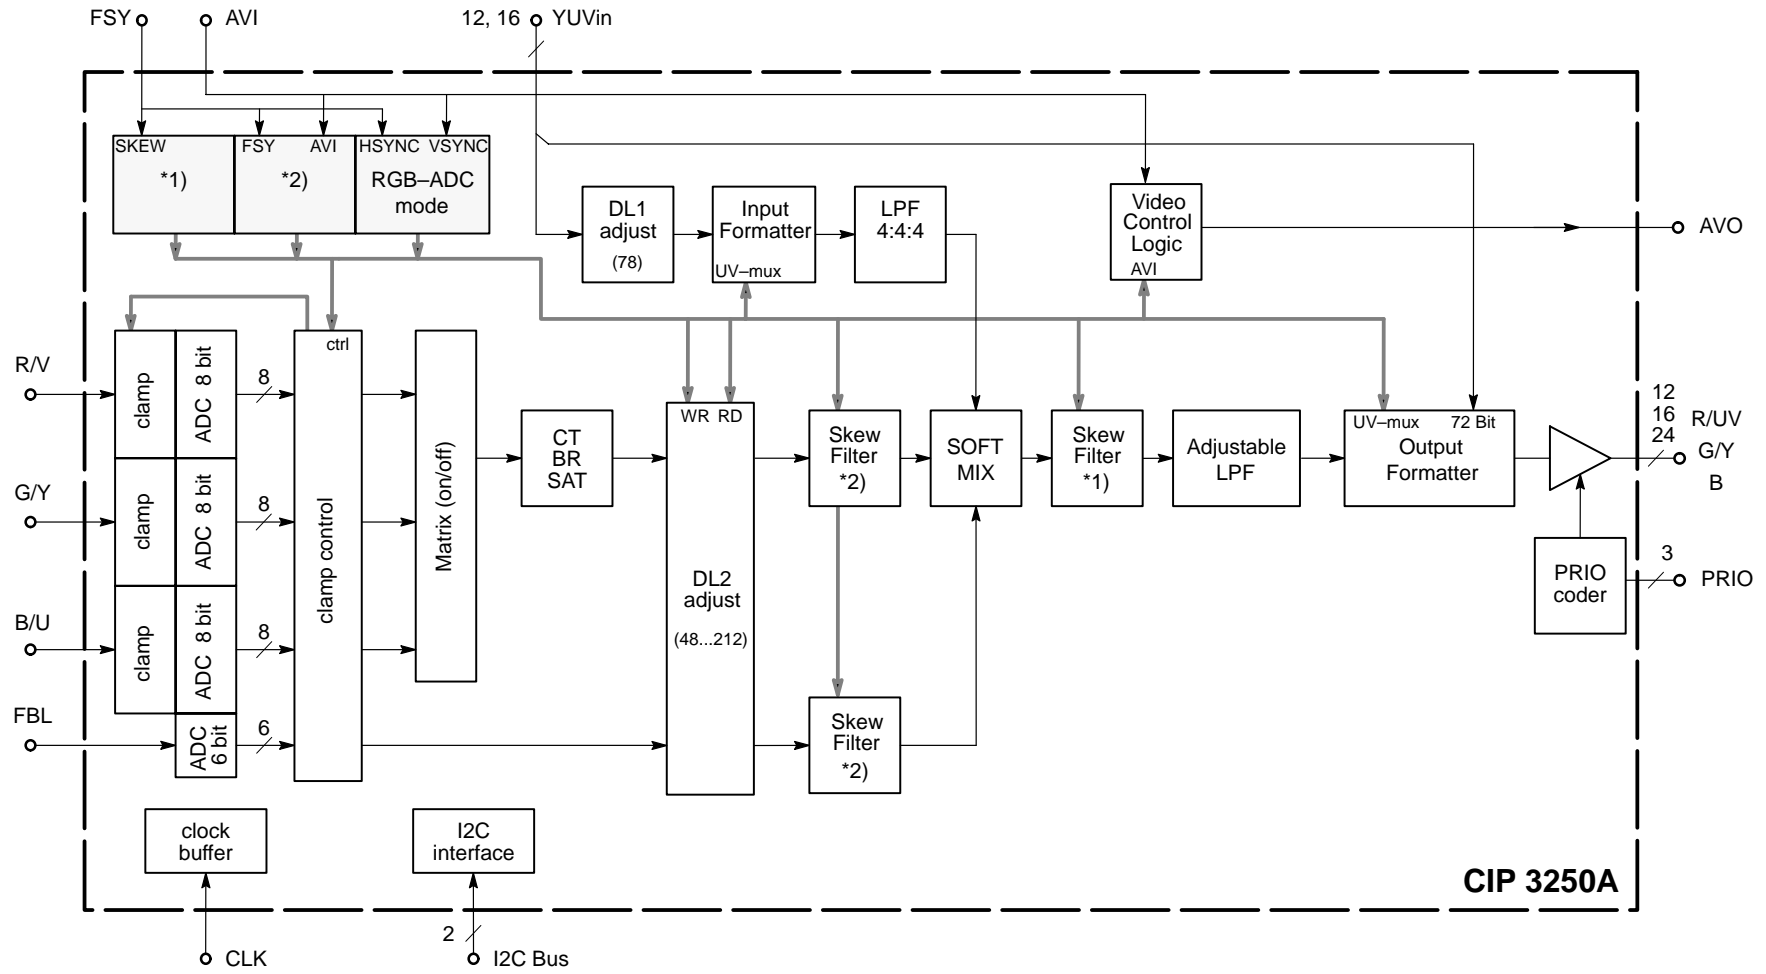 FSY
AVI
12, 16
YUVin
SKEW
*1)
FSY
AVI
*2)
HSYNC
VSYNC
RGB–ADC
mode
DL1
adjust
(78)
Input
Formatter
UV–mux
LPF
4:4:4
Video
Control
Logic
AVI
AVO
R/V
clamp
ADC 8 bit
8
G/Y
clamp
ADC 8 bit
8
B/U
clamp
ADC 8 bit
8
FBL
ADC
6 bit
6
ctrl
clamp control
Matrix (on/off)
CT
BR
SAT
WR
RD
DL2
adjust
(48...212)
Skew
Filter
*2)
Skew
Filter
*2)
SOFT
MIX
Skew
Filter
*1)
Adjustable
LPF
UV–mux
72 Bit
Output
Formatter
12
16
24
R/UV
G/Y
B
PRIO
coder
3
PRIO
clock
buffer
I2C
interface
CIP 3250A
CLK
2
I2C Bus